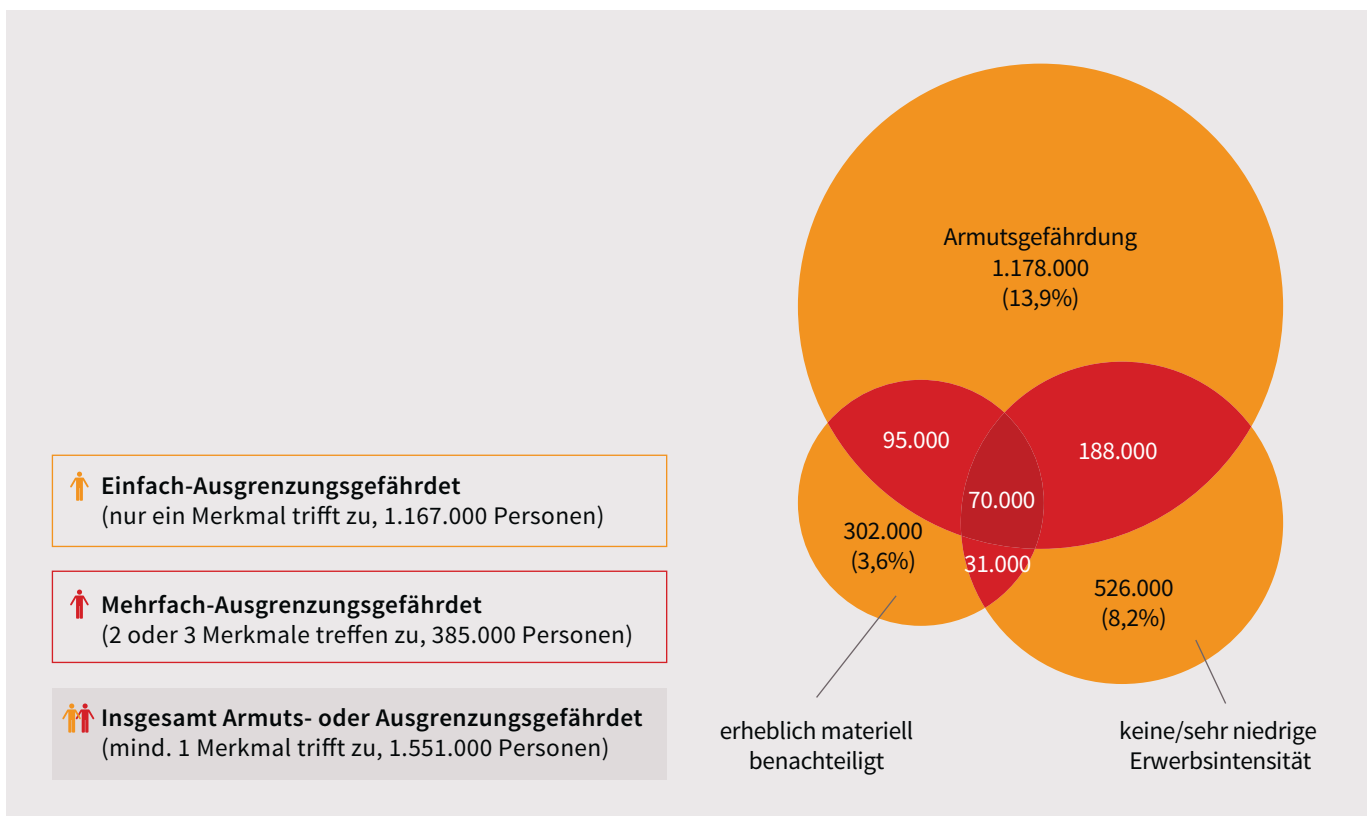 Armutsgefährdung
1.178.000
(13,9%)
95.000
188.000
70.000
302.000
(3,6%)
31.000
526.000
(8,2%)
erheblich materiell
benachteiligt
keine/sehr niedrige
Erwerbsintensität
Einfach-Ausgrenzungsgefährdet
(nur ein Merkmal trifft zu, 1.167.000 Personen)
Mehrfach-Ausgrenzungsgefährdet
(2 oder 3 Merkmale treffen zu, 385.000 Personen)
Insgesamt Armuts- oder Ausgrenzungsgefährdet
(mind. 1 Merkmal trifft zu, 1.551.000 Personen)